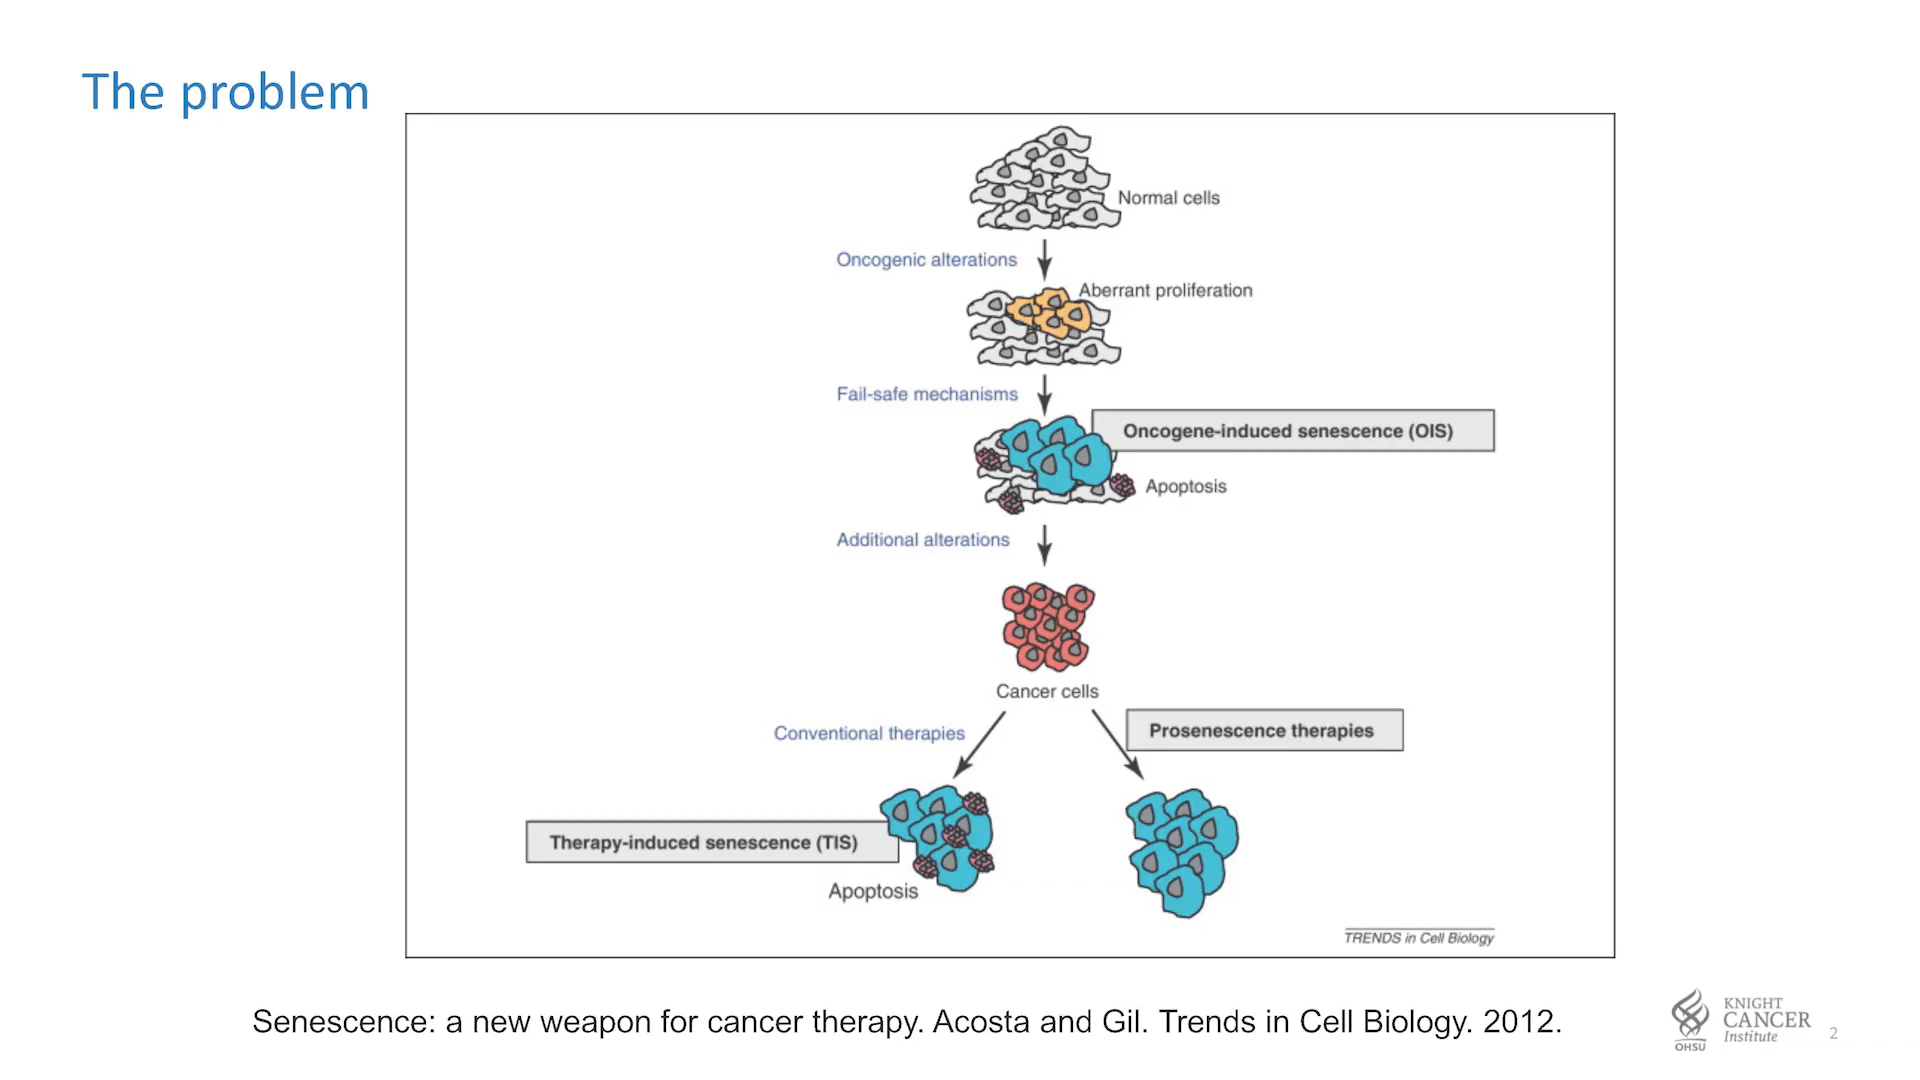 The problem
Normal cells
Oncogenic alterations
Aberrant proliferation
Fail-safe mechanisms
Oncogene-induced senescence (OIS)
Apoptosis
Additional alterations
Cancer cells
Conventional therapies
Prosenescence therapies
Therapy-induced senescence (TIS)
Apoptosis
TRENDS in Cell Biology
Senescence: a new weapon for cancer therapy. Acosta and Gil. Trends in Cell Biology. 2012.
KNIGHT
CANCER
Institute
OHSU
2